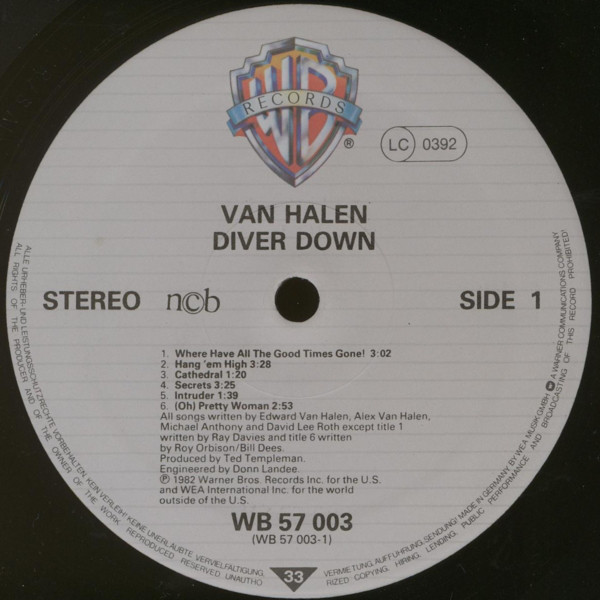 WB
RECORDS
®
LC 0392
VAN HALEN
DIVER DOWN
STEREO ncb SIDE 1
1. Where Have All The Good Times Gone! 3:02
2. Hang 'em High 3:28
3. Cathedral 1:20
4. Secrets 3:25
5. Intruder 1:39
6. (Oh) Pretty Woman 2:53
All songs written by Edward Van Halen, Alex Van Halen,
Michael Anthony and David Lee Roth except title 1
written by Ray Davies and title 6 written
by Roy Orbison/Bill Dees.
Produced by Ted Templeman.
Engineered by Donn Landee.
℗ 1982 Warner Bros. Records Inc. for the U.S.
and WEA International Inc. for the world
outside of the U.S.
WB 57 003
(WB 57 003-1)
33
ALLE URHEBER- UND LEISTUNGSSCHUTZRECHTE VORBEHALTEN. KEIN VERLEIH! KEINE UNERLAUBTE VERVIELFÄLTIGUNG, VERMIETUNG, AUFFÜHRUNG, SENDUNG! MADE IN GERMANY BY WEA MUSIK GMBH A WARNER COMMUNICATIONS COMPANY
ALL RIGHTS OF THE PRODUCER AND OF THE OWNER OF THE WORK REPRODUCED RESERVED. UNAUTHORIZED COPYING, HIRING, LENDING, PUBLIC PERFORMANCE AND BROADCASTING OF THIS RECORD PROHIBITED!